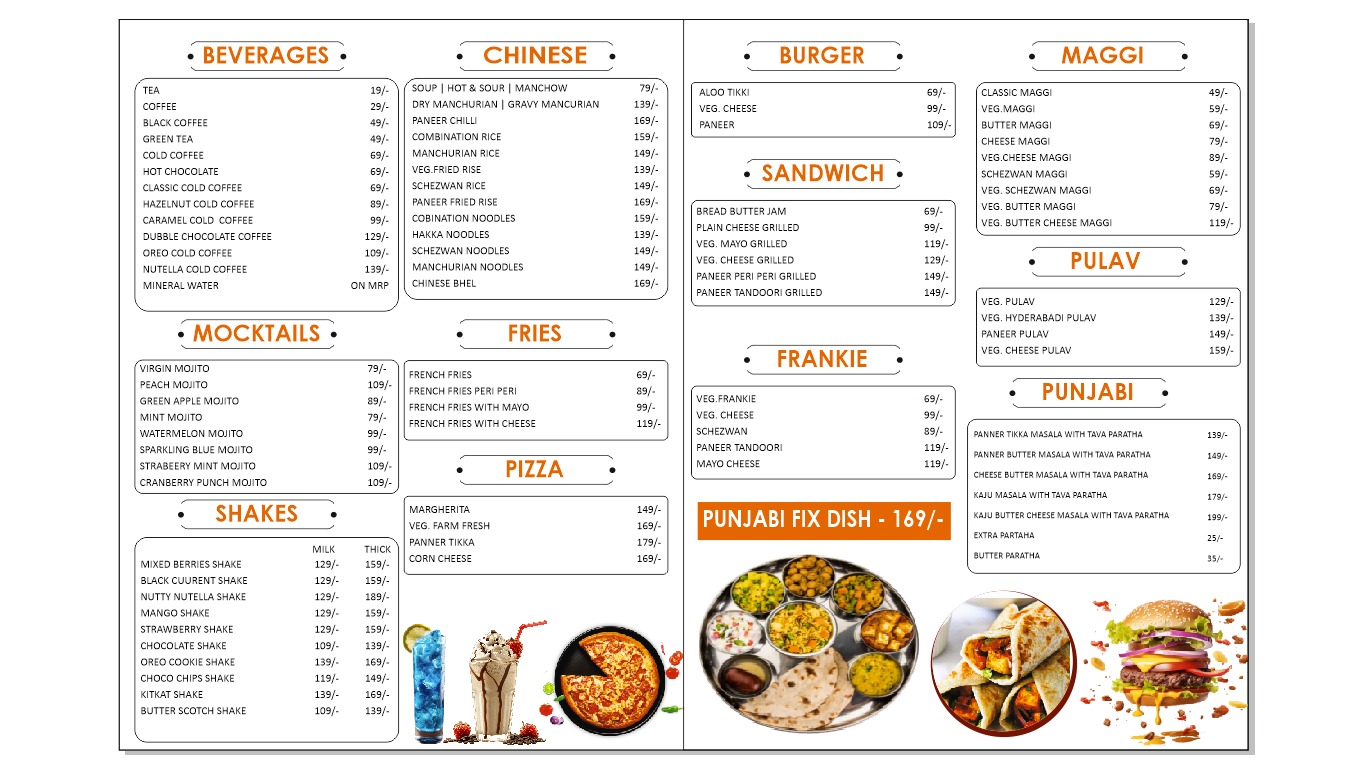 BEVERAGES
TEA 19/-
COFFEE 29/-
BLACK COFFEE 49/-
GREEN TEA 49/-
COLD COFFEE 69/-
HOT CHOCOLATE 69/-
CLASSIC COLD COFFEE 69/-
HAZELNUT COLD COFFEE 89/-
CARAMEL COLD COFFEE 99/-
DUBBLE CHOCOLATE COFFEE 129/-
OREO COLD COFFEE 109/-
NUTELLA COLD COFFEE 139/-
MINERAL WATER ON MRP
MOCKTAILS
VIRGIN MOJITO 79/-
PEACH MOJITO 109/-
GREEN APPLE MOJITO 89/-
MINT MOJITO 79/-
WATERMELON MOJITO 99/-
SPARKLING BLUE MOJITO 99/-
STRABEERY MINT MOJITO 109/-
CRANBERRY PUNCH MOJITO 109/-
SHAKES
MILK THICK
MIXED BERRIES SHAKE 129/- 159/-
BLACK CUURENT SHAKE 129/- 159/-
NUTTY NUTELLA SHAKE 129/- 189/-
MANGO SHAKE 129/- 159/-
STRAWBERRY SHAKE 129/- 159/-
CHOCOLATE SHAKE 109/- 139/-
OREO COOKIE SHAKE 139/- 169/-
CHOCO CHIPS SHAKE 119/- 149/-
KITKAT SHAKE 139/- 169/-
BUTTER SCOTCH SHAKE 109/- 139/-
CHINESE
SOUP | HOT & SOUR | MANCHOW 79/-
DRY MANCHURIAN | GRAVY MANCURIAN 139/-
PANEER CHILLI 169/-
COMBINATION RICE 159/-
MANCHURIAN RICE 149/-
VEG.FRIED RISE 139/-
SCHEZWAN RICE 149/-
PANEER FRIED RISE 169/-
COBINATION NOODLES 159/-
HAKKA NOODLES 139/-
SCHEZWAN NOODLES 149/-
MANCHURIAN NOODLES 149/-
CHINESE BHEL 169/-
FRIES
FRENCH FRIES 69/-
FRENCH FRIES PERI PERI 89/-
FRENCH FRIES WITH MAYO 99/-
FRENCH FRIES WITH CHEESE 119/-
PIZZA
MARGHERITA 149/-
VEG. FARM FRESH 169/-
PANNER TIKKA 179/-
CORN CHEESE 169/-
BURGER
ALOO TIKKI 69/-
VEG. CHEESE 99/-
PANEER 109/-
SANDWICH
BREAD BUTTER JAM 69/-
PLAIN CHEESE GRILLED 99/-
VEG. MAYO GRILLED 119/-
VEG. CHEESE GRILLED 129/-
PANEER PERI PERI GRILLED 149/-
PANEER TANDOORI GRILLED 149/-
FRANKIE
VEG.FRANKIE 69/-
VEG. CHEESE 99/-
SCHEZWAN 89/-
PANEER TANDOORI 119/-
MAYO CHEESE 119/-
PUNJABI FIX DISH - 169/-
MAGGI
CLASSIC MAGGI 49/-
VEG.MAGGI 59/-
BUTTER MAGGI 69/-
CHEESE MAGGI 79/-
VEG.CHEESE MAGGI 89/-
SCHEZWAN MAGGI 59/-
VEG. SCHEZWAN MAGGI 69/-
VEG. BUTTER MAGGI 79/-
VEG. BUTTER CHEESE MAGGI 119/-
PULAV
VEG. PULAV 129/-
VEG. HYDERABADI PULAV 139/-
PANEER PULAV 149/-
VEG. CHEESE PULAV 159/-
PUNJABI
PANNER TIKKA MASALA WITH TAVA PARATHA 139/-
PANNER BUTTER MASALA WITH TAVA PARATHA 149/-
CHEESE BUTTER MASALA WITH TAVA PARATHA 169/-
KAJU MASALA WITH TAVA PARATHA 179/-
KAJU BUTTER CHEESE MASALA WITH TAVA PARATHA 199/-
EXTRA PARTAHA 25/-
BUTTER PARATHA 35/-